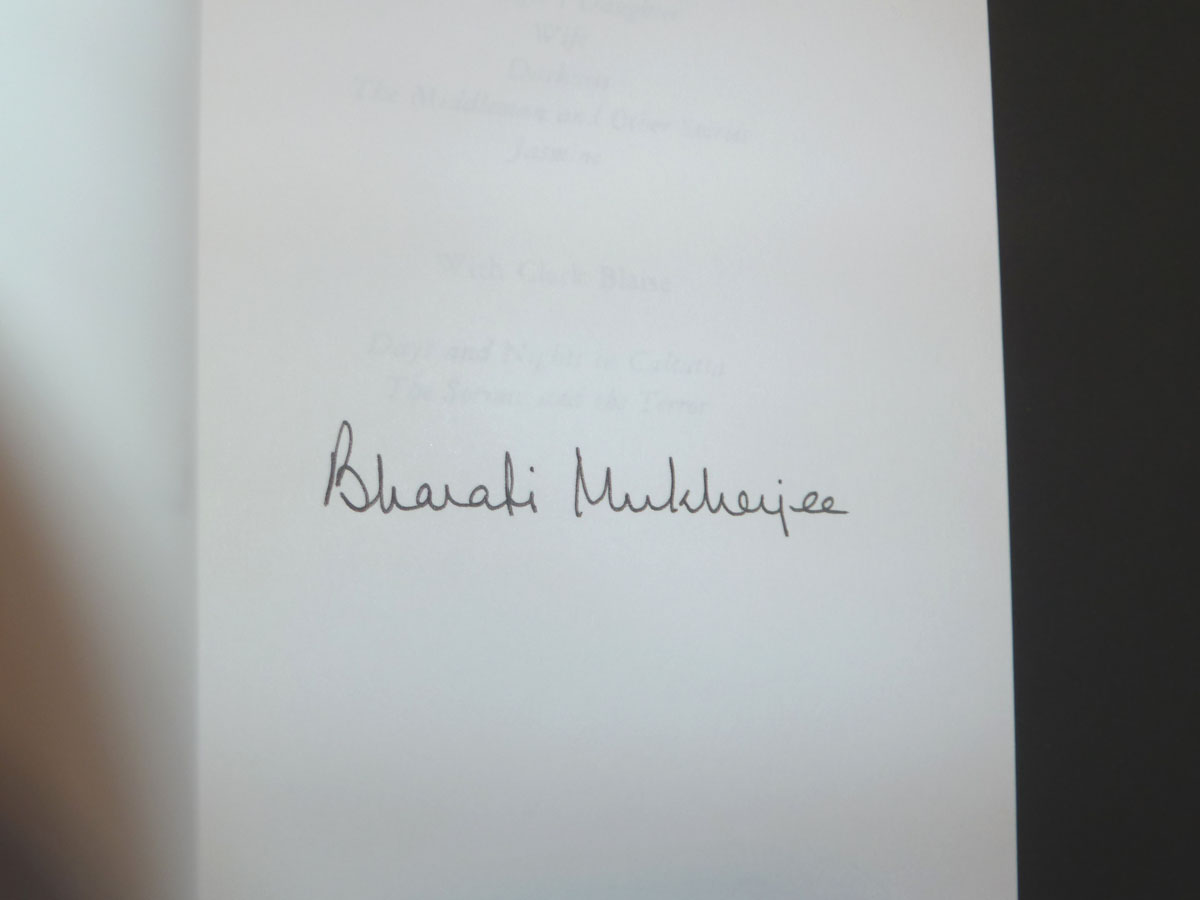 Daughter
Wife
Darkness
The Middleman and Other Stories
Jasmine
With Clark Blaise
Days and Nights in Calcutta
The Sorrow and the Terror
Bharati Mukherjee